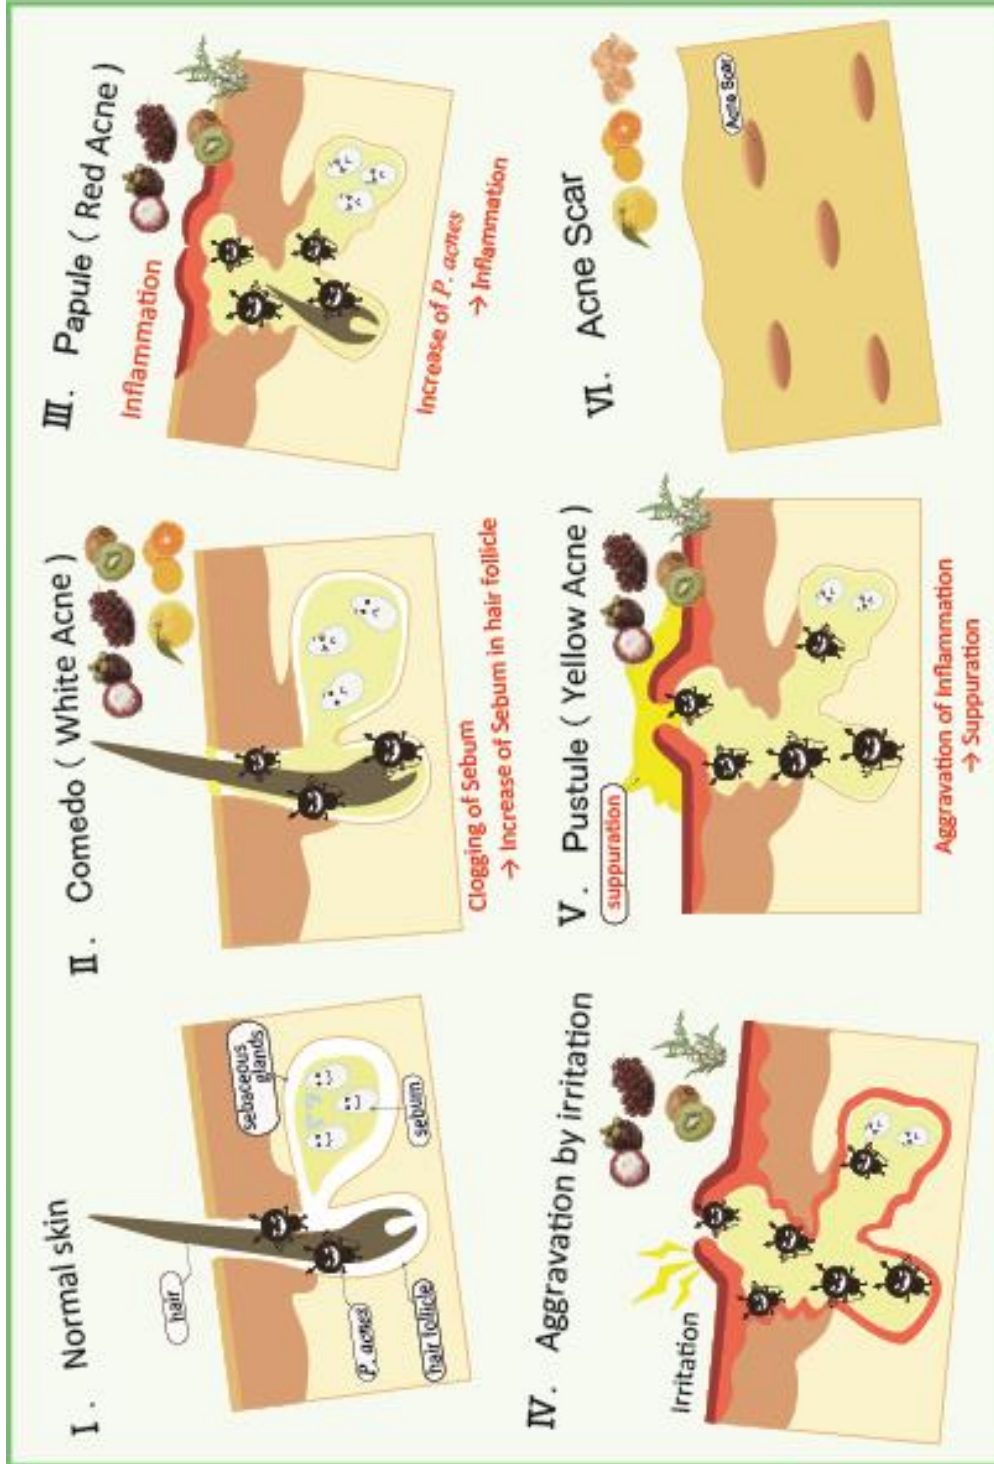 Ⅰ. Normal skin
hair
sebaceous
glands
sebum
P. acnes
hair follicle
Ⅱ. Comedo ( White Acne )
Clogging of Sebum
→ Increase of Sebum in hair follicle
Ⅲ. Papule ( Red Acne )
Inflammation
Increase of P. acnes
→ Inflammation
Ⅳ. Aggravation by irritation
Irritation
Ⅴ. Pustule ( Yellow Acne )
suppuration
Aggravation of Inflammation
→ Suppuration
Ⅵ. Acne Scar
Acne Scar